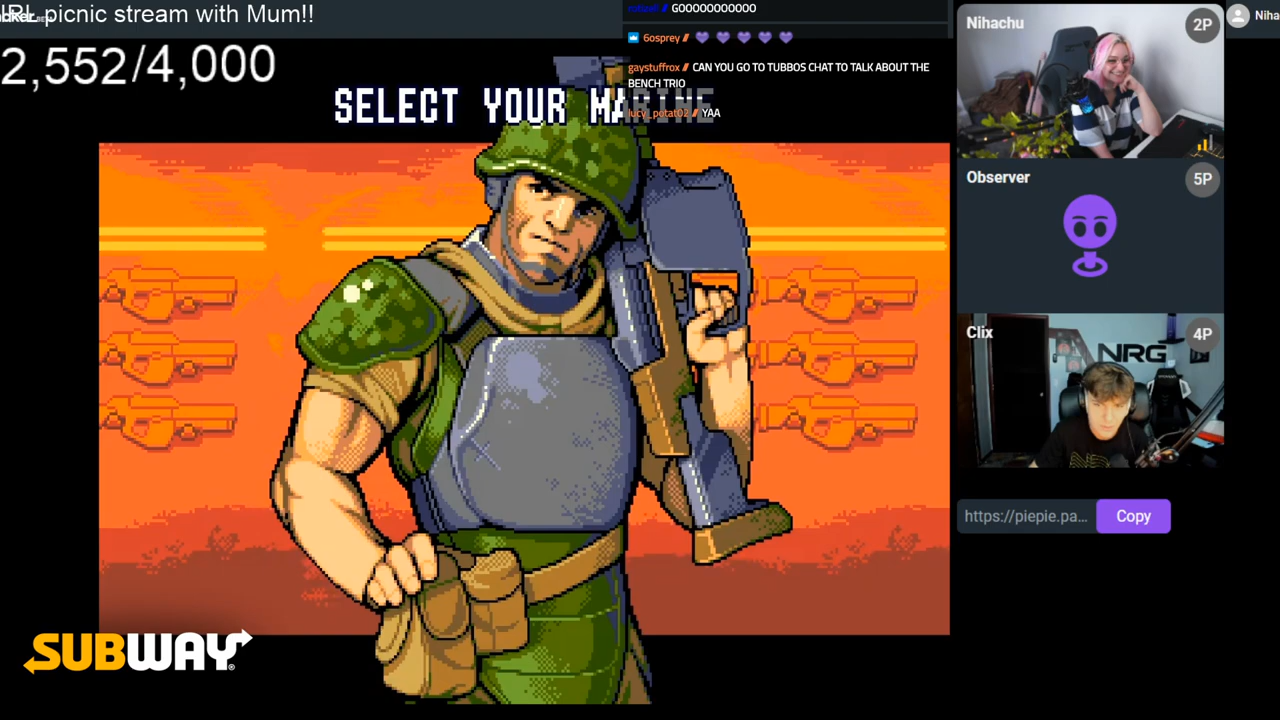 IRL picnic stream with Mum!!
2,552/4,000
SELECT YOUR MARINE
GOOOOOOOOOOO
6osprey //
gaystuffrox // CAN YOU GO TO TUBBOS CHAT TO TALK ABOUT THE
BENCH TRIO
lucy_potat02 // YAA
Nihachu
2P
Niha
Observer
5P
Clix
4P
NRG
https://piepie.pa...
Copy
SUBWAY